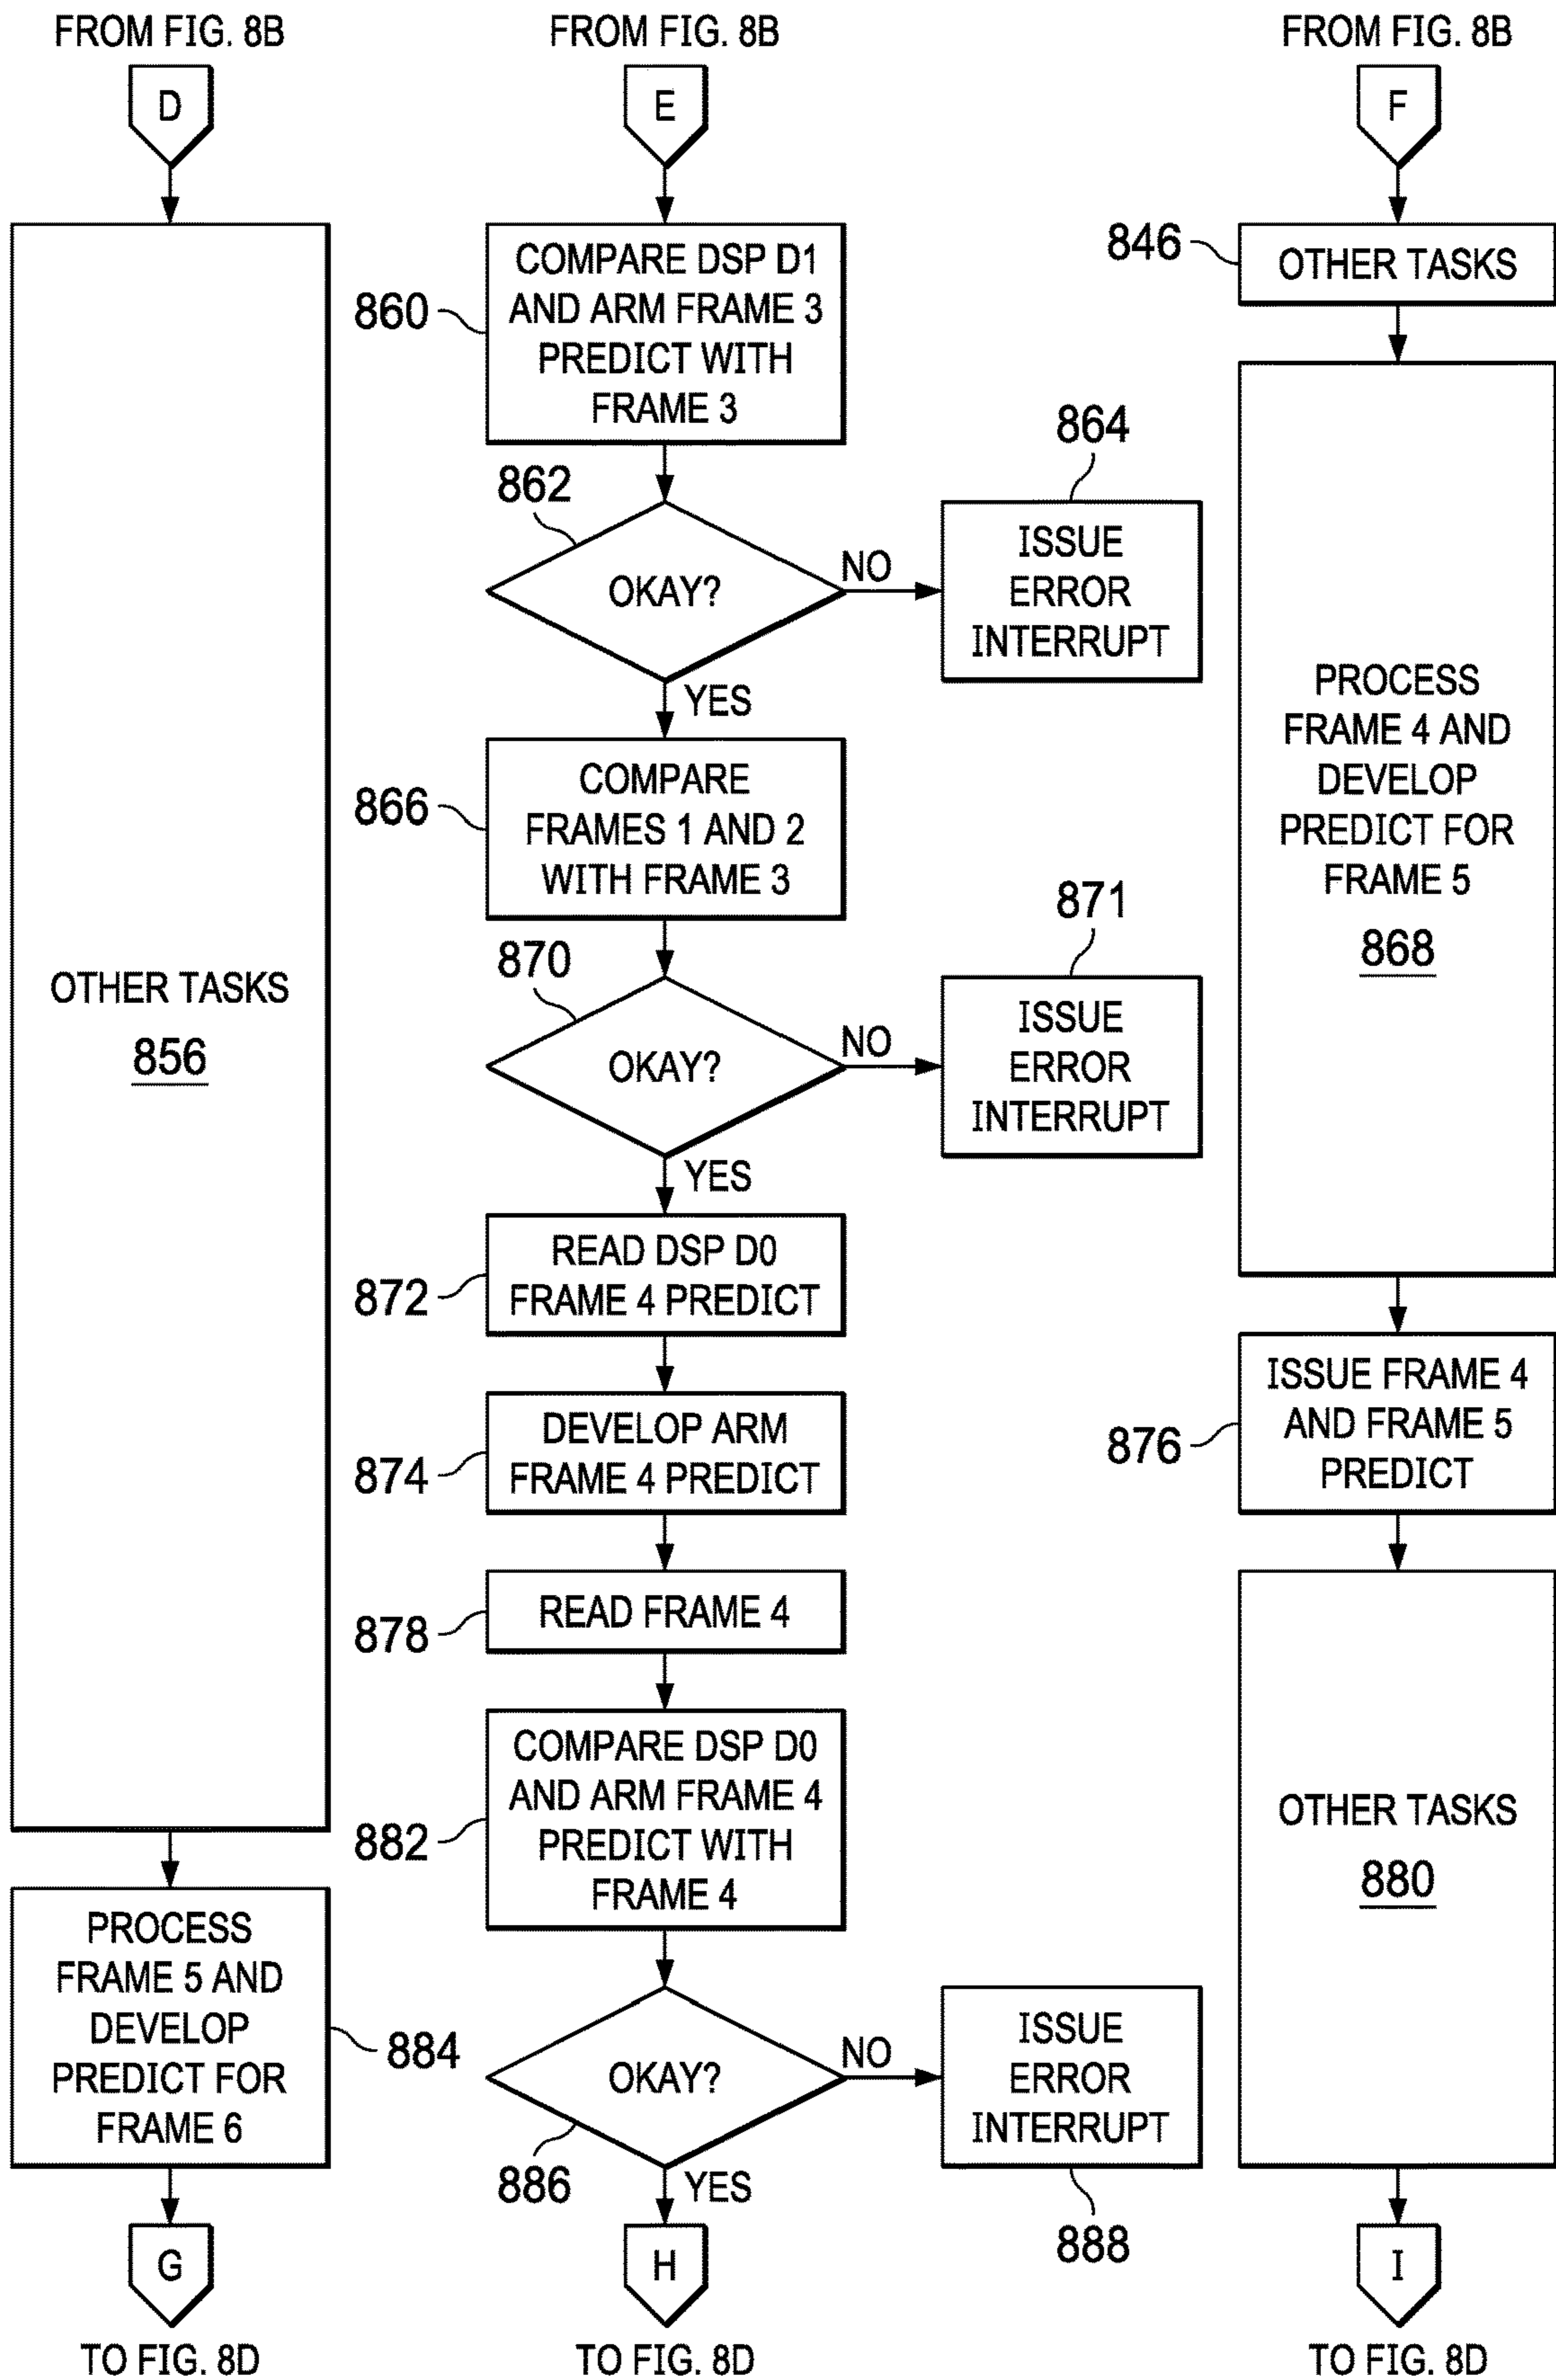 FROM FIG. 8B
D
OTHER TASKS
856
PROCESS
FRAME 5 AND
DEVELOP
PREDICT FOR
FRAME 6
884
G
TO FIG. 8D
FROM FIG. 8B
E
COMPARE DSP D1
AND ARM FRAME 3
PREDICT WITH
FRAME 3
860
862
OKAY?
NO
864
ISSUE
ERROR
INTERRUPT
YES
COMPARE
FRAMES 1 AND 2
WITH FRAME 3
866
870
OKAY?
NO
871
ISSUE
ERROR
INTERRUPT
YES
READ DSP D0
FRAME 4 PREDICT
872
DEVELOP ARM
FRAME 4 PREDICT
874
READ FRAME 4
878
COMPARE DSP D0
AND ARM FRAME 4
PREDICT WITH
FRAME 4
882
OKAY?
886
NO
ISSUE
ERROR
INTERRUPT
888
YES
H
TO FIG. 8D
FROM FIG. 8B
F
846
OTHER TASKS
PROCESS
FRAME 4 AND
DEVELOP
PREDICT FOR
FRAME 5
868
ISSUE FRAME 4
AND FRAME 5
PREDICT
876
OTHER TASKS
880
I
TO FIG. 8D